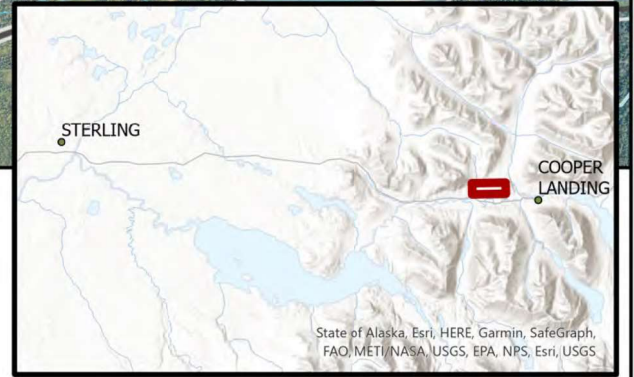 STERLING
COOPER
LANDING
State of Alaska, Esri, HERE, Garmin, SafeGraph,
FAO, METI/NASA, USGS, EPA, NPS, Esri, USGS